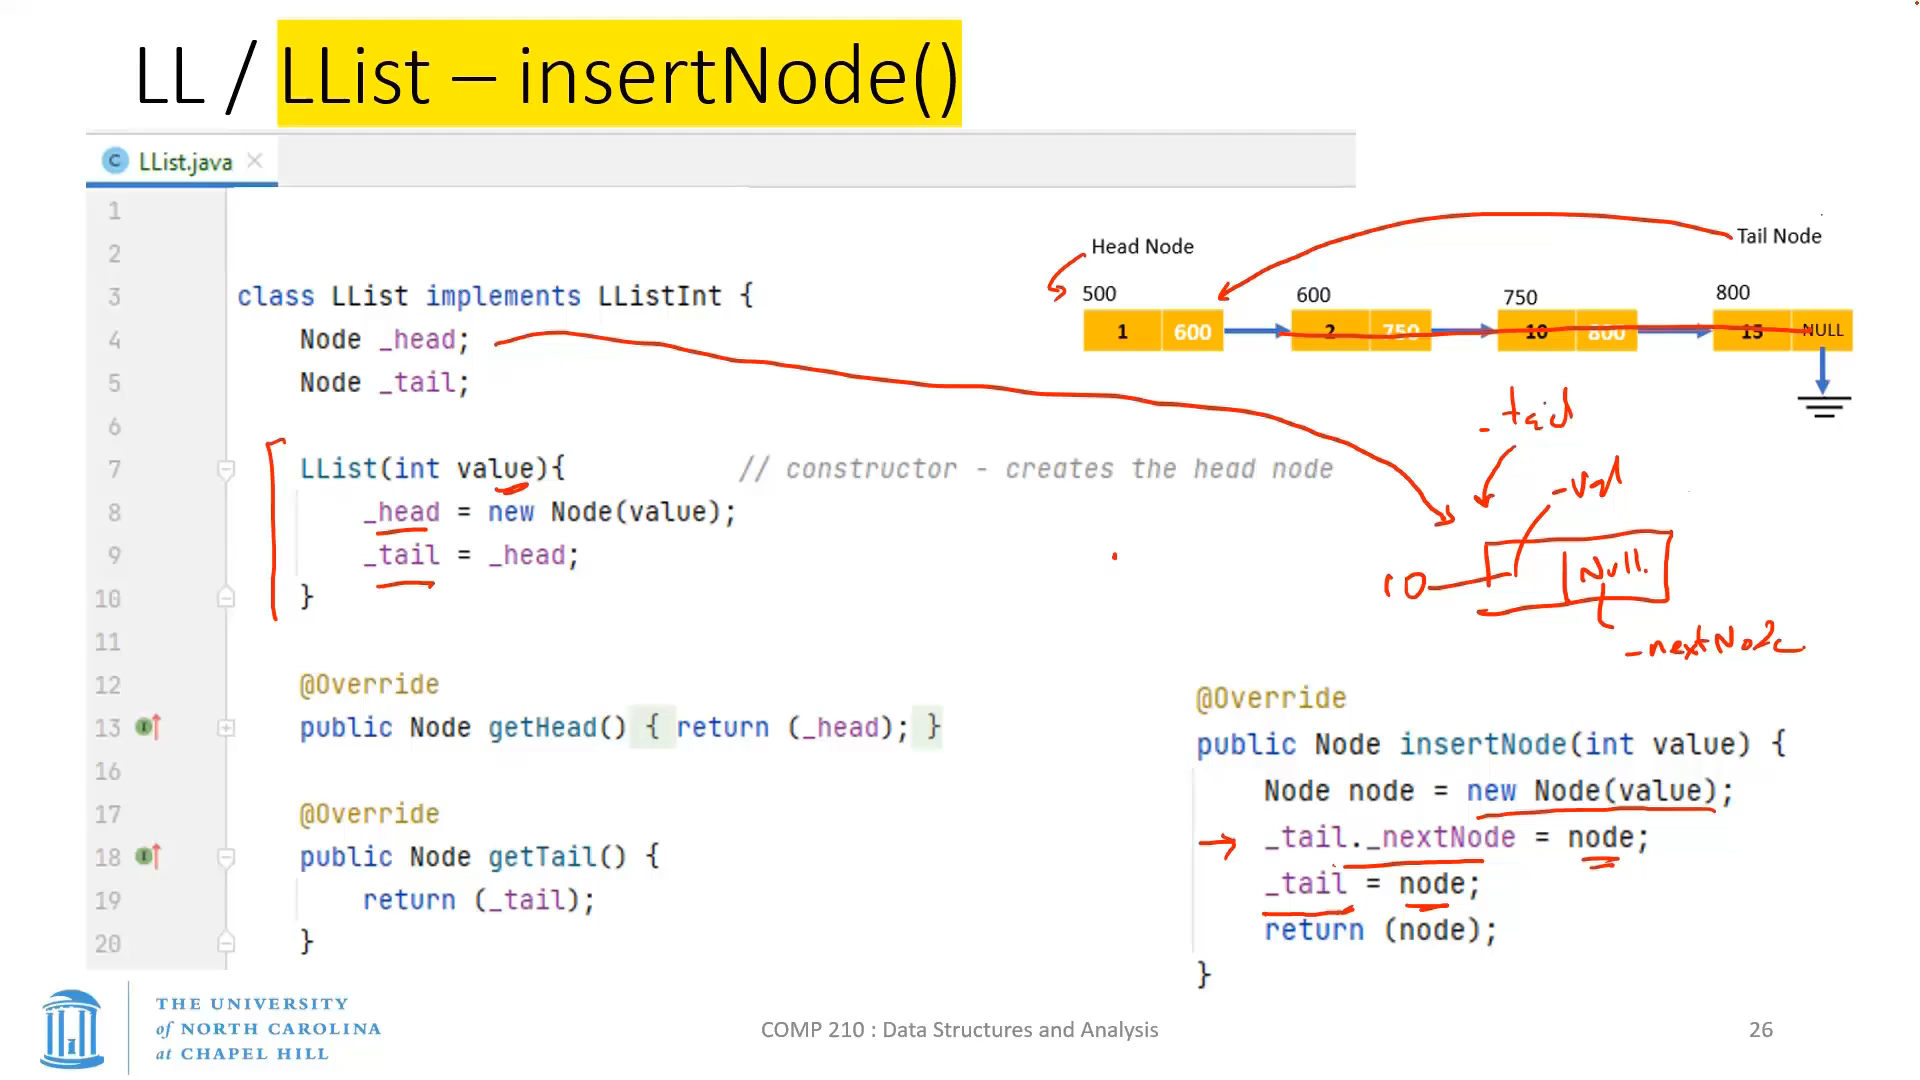 LL / LList – insertNode()
LList.java
1
2
3 class LList implements LListInt {
4 Node _head;
5 Node _tail;
6
7 LList(int value){ // constructor - creates the head node
8 _head = new Node(value);
9 _tail = _head;
10 }
11
12 @Override
13 public Node getHead() { return (_head); }
16
17 @Override
18 public Node getTail() {
19 return (_tail);
20 }
Head Node
Tail Node
500 600 750 800
1 600 2 750 10 800 15 NULL
_tail
_val
10 Null.
_nextNode
@Override
public Node insertNode(int value) {
Node node = new Node(value);
_tail._nextNode = node;
_tail = node;
return (node);
}
THE UNIVERSITY
of NORTH CAROLINA
at CHAPEL HILL
COMP 210 : Data Structures and Analysis
26